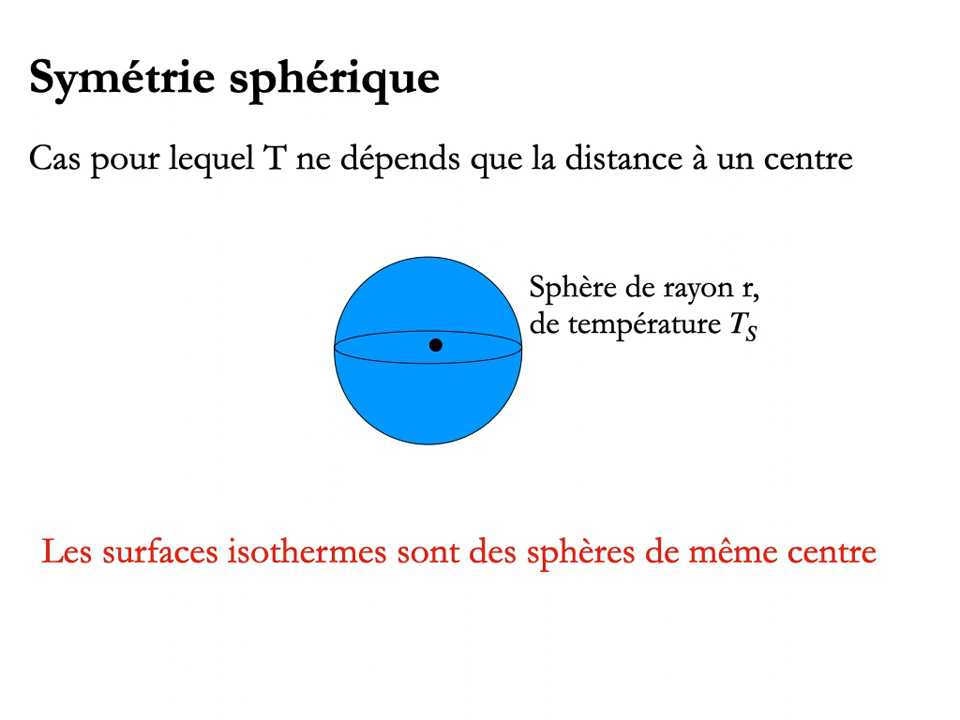 Symétrie sphérique
Cas pour lequel T ne dépends que la distance à un centre
Sphère de rayon r,
de température T_S
Les surfaces isothermes sont des sphères de même centre